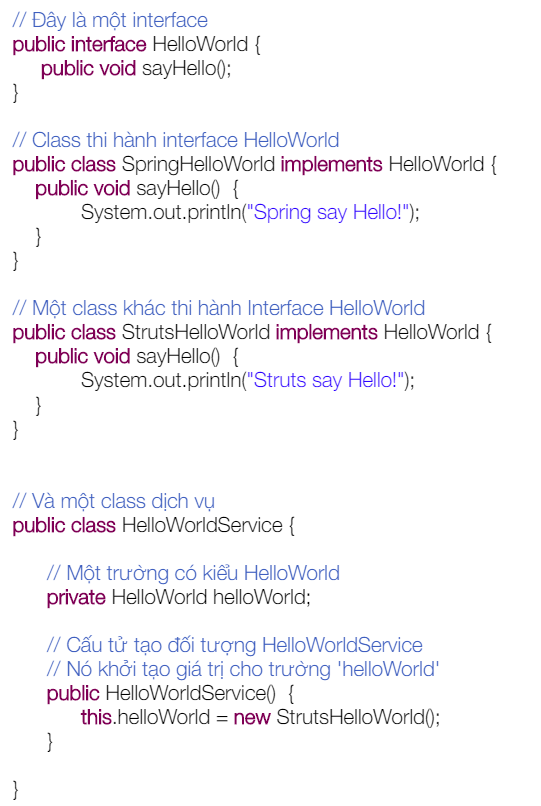 // Đây là một interface
public interface HelloWorld {
public void sayHello();
}
// Class thi hành interface HelloWorld
public class SpringHelloWorld implements HelloWorld {
public void sayHello() {
System.out.println("Spring say Hello!");
}
}
// Một class khác thi hành Interface HelloWorld
public class StrutsHelloWorld implements HelloWorld {
public void sayHello() {
System.out.println("Struts say Hello!");
}
}
// Và một class dịch vụ
public class HelloWorldService {
// Một trường có kiểu HelloWorld
private HelloWorld helloWorld;
// Cấu tử tạo đối tượng HelloWorldService
// Nó khởi tạo giá trị cho trường 'helloWorld'
public HelloWorldService() {
this.helloWorld = new StrutsHelloWorld();
}
}